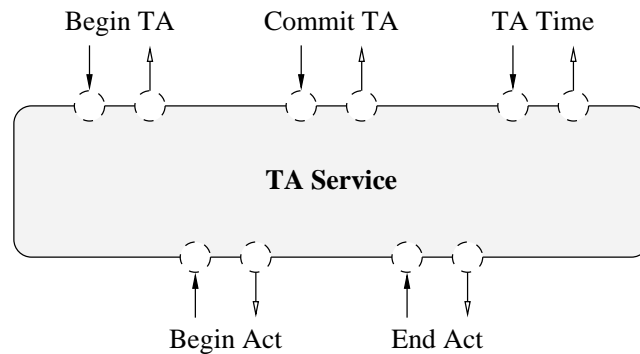 Begin TA
Commit TA
TA Time
TA Service
Begin Act
End Act